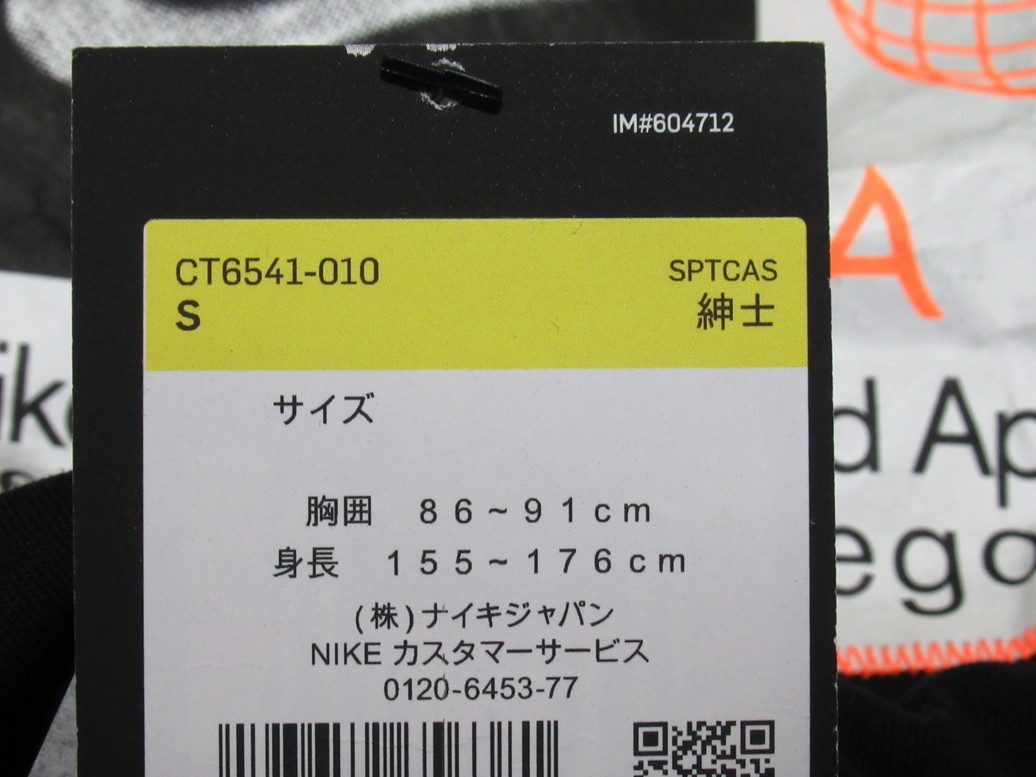 IM#604712
CT6541-010
SPTCAS
S
紳士
サイズ
胸囲 86~91cm
身長 155~176cm
(株)ナイキジャパン
NIKE カスタマーサービス
0120-6453-77
A